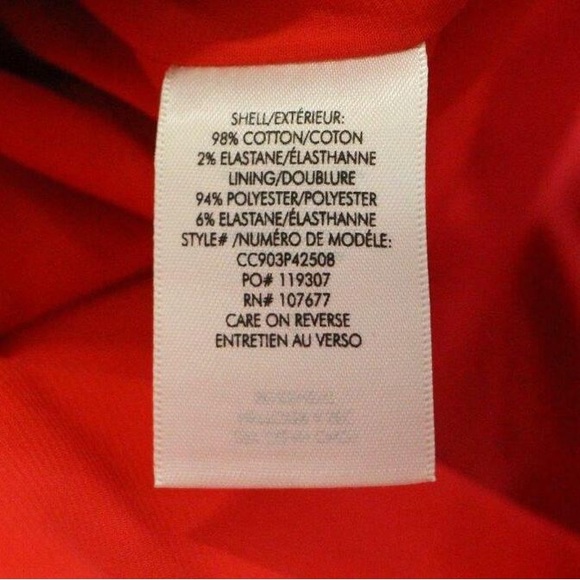 SHELL/EXTÉRIEUR:
98% COTTON/COTON
2% ELASTANE/ÉLASTHANNE
LINING/DOUBLURE
94% POLYESTER/POLYESTER
6% ELASTANE/ÉLASTHANNE
STYLE# /NUMÉRO DE MODÉLE:
CC903P42508
PO# 119307
RN# 107677
CARE ON REVERSE
ENTRETIEN AU VERSO